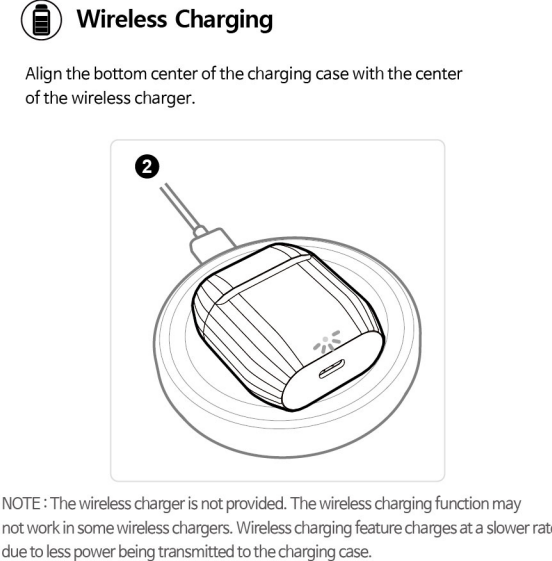 Wireless Charging
Align the bottom center of the charging case with the center
of the wireless charger.
2
NOTE : The wireless charger is not provided. The wireless charging function may
not work in some wireless chargers. Wireless charging feature charges at a slower rate
due to less power being transmitted to the charging case.